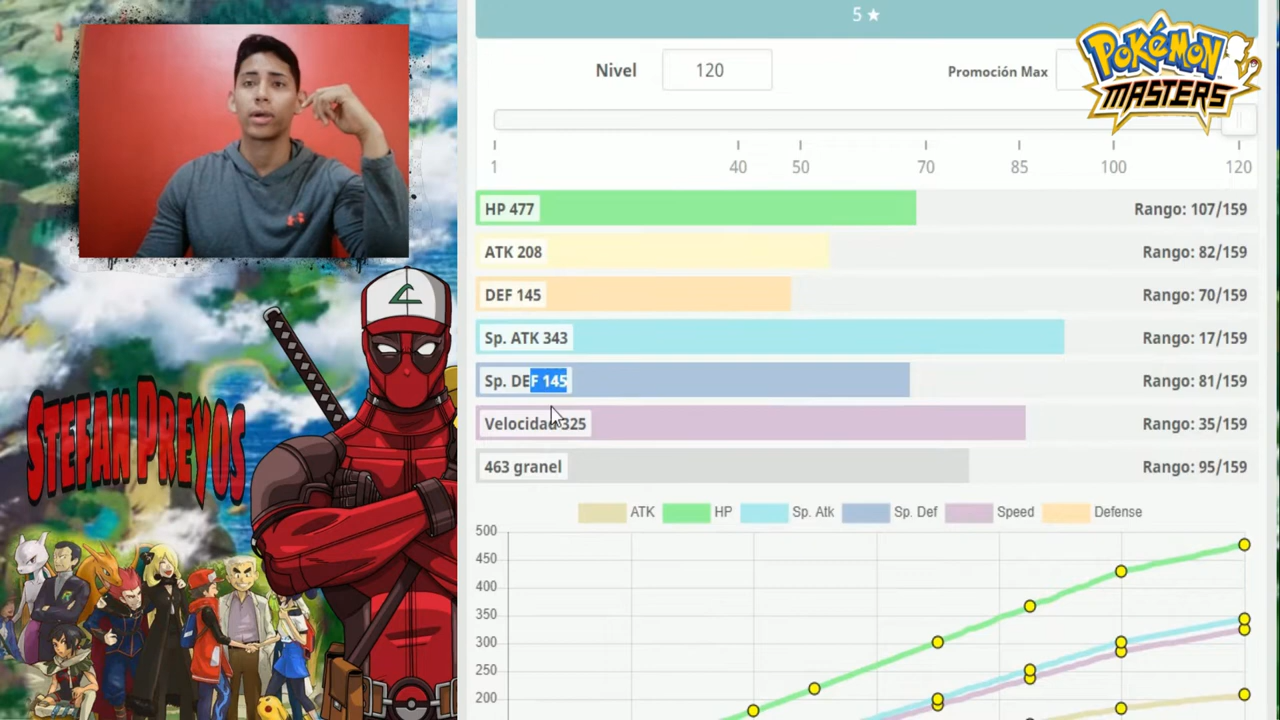 5 ★
POKéMON
MASTERS
Nivel 120 Promoción Max
1 40 50 70 85 100 120
HP 477 Rango: 107/159
ATK 208 Rango: 82/159
DEF 145 Rango: 70/159
Sp. ATK 343 Rango: 17/159
Sp. DEF 145 Rango: 81/159
Velocidad 325 Rango: 35/159
463 granel Rango: 95/159
STEFAN PREYOS
ATK HP Sp. Atk Sp. Def Speed Defense
500
450
400
350
300
250
200